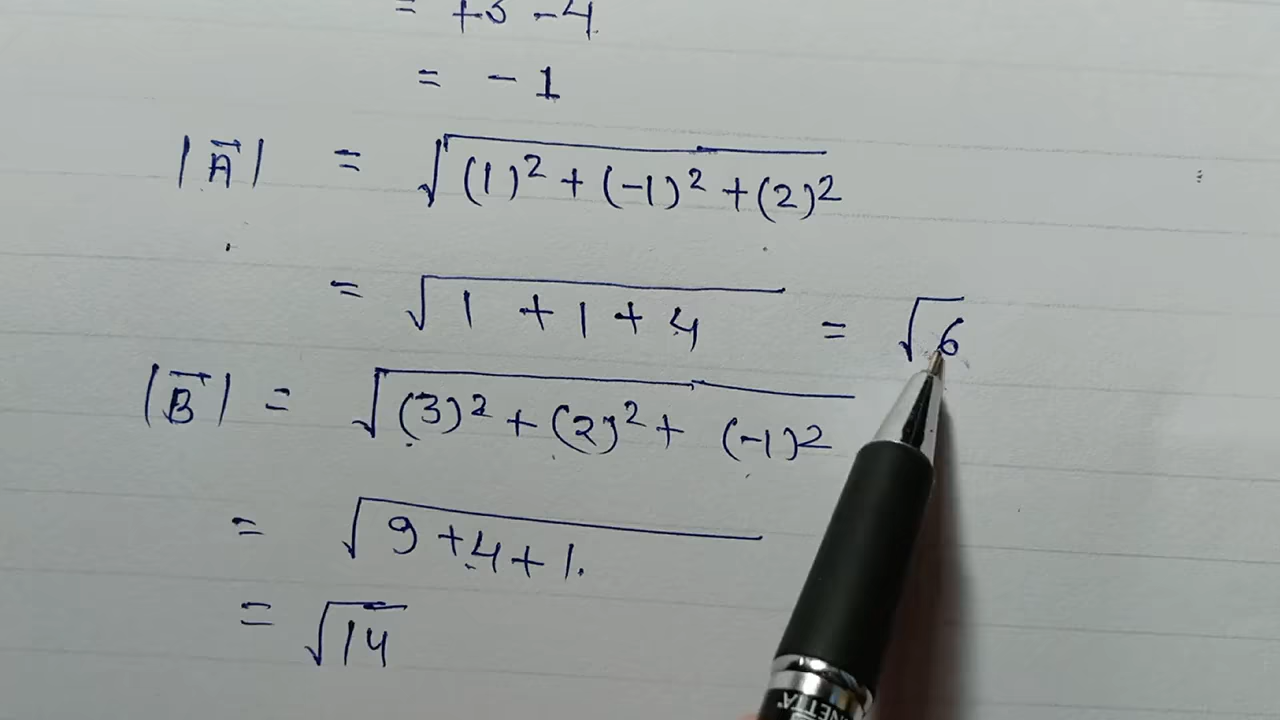 = +3 -4
= -1
|A⃗| = √(1)² + (-1)² + (2)²
= √1 + 1 + 4 = √6
|B⃗| = √(3)² + (2)² + (-1)²
= √9 + 4 + 1.
= √14